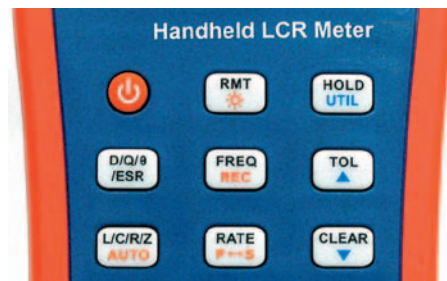 Handheld LCR Meter
RMT
HOLD
UTIL
D/Q/θ
/ESR
FREQ
REC
TOL
L/C/R/Z
AUTO
RATE
P↔S
CLEAR